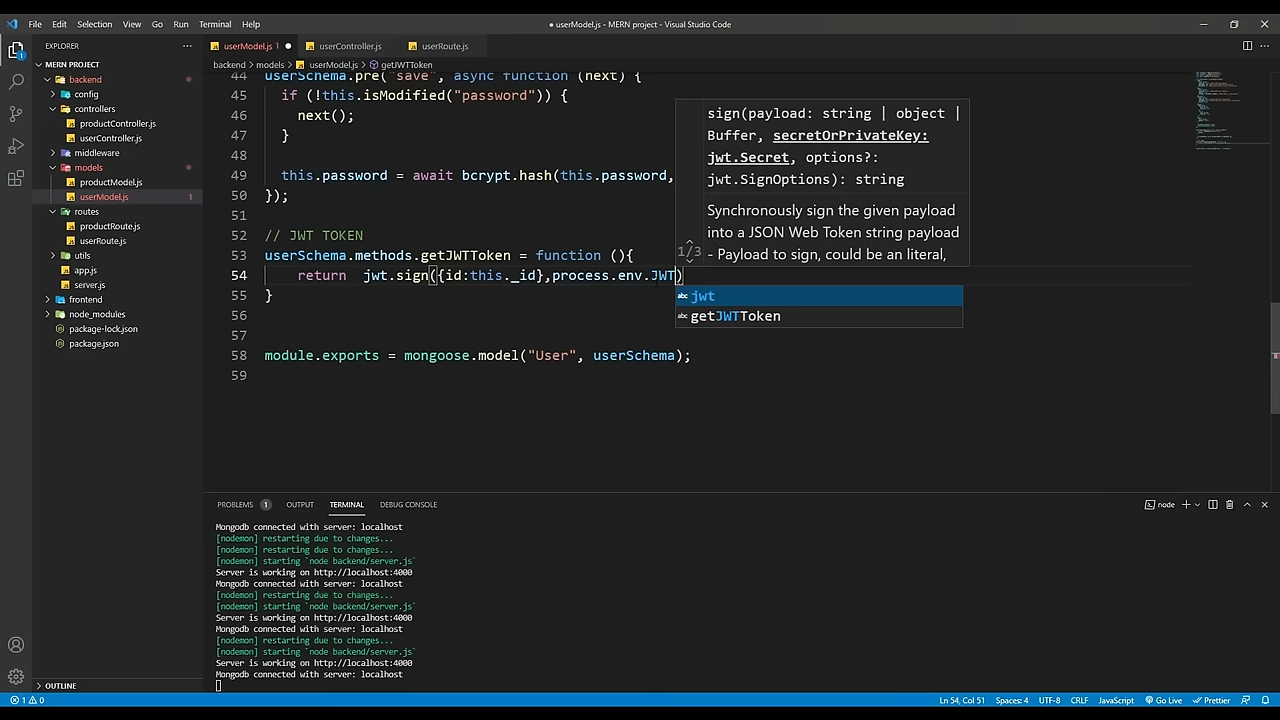 File Edit Selection View Go Run Terminal Help
● userModel.js - MERN project - Visual Studio Code
EXPLORER
MERN PROJECT
backend
config
controllers
productController.js
userController.js
middleware
models
productModel.js
userModel.js 1
routes
productRoute.js
userRoute.js
utils
app.js
server.js
frontend
node_modules
package-lock.json
package.json
OUTLINE
userModel.js 1 ● userController.js userRoute.js
backend > models > userModel.js > getJWTToken
44 userSchema.pre("save", async function (next) {
45 if (!this.isModified("password")) {
46 next();
47 }
48
49 this.password = await bcrypt.hash(this.password,
50 });
51
52 // JWT TOKEN
53 userSchema.methods.getJWTToken = function (){
54 return jwt.sign({id:this._id},process.env.JWT)
55 }
56
57
58 module.exports = mongoose.model("User", userSchema);
59
sign(payload: string | object |
Buffer, secretOrPrivateKey:
jwt.Secret, options?:
jwt.SignOptions): string
Synchronously sign the given payload
into a JSON Web Token string payload
1/3 - Payload to sign, could be an literal,
abc jwt
abc getJWTToken
PROBLEMS 1 OUTPUT TERMINAL DEBUG CONSOLE
node
Mongodb connected with server: localhost
[nodemon] restarting due to changes...
[nodemon] restarting due to changes...
[nodemon] starting `node backend/server.js`
Server is working on http://localhost:4000
Mongodb connected with server: localhost
[nodemon] restarting due to changes...
[nodemon] starting `node backend/server.js`
Server is working on http://localhost:4000
Mongodb connected with server: localhost
[nodemon] restarting due to changes...
[nodemon] starting `node backend/server.js`
Server is working on http://localhost:4000
Mongodb connected with server: localhost
1 0
Ln 54, Col 51 Spaces: 4 UTF-8 CRLF JavaScript Go Live Prettier